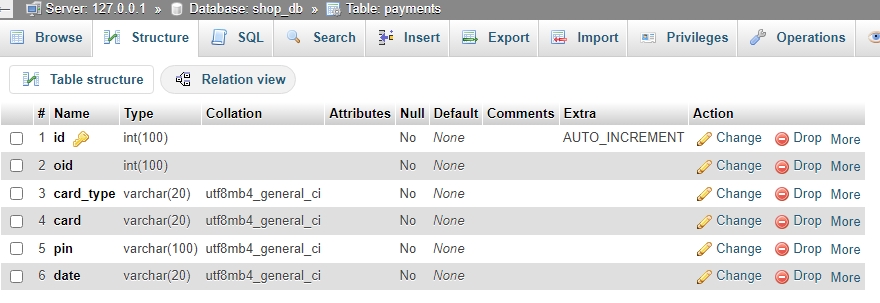 Server: 127.0.0.1 » Database: shop_db » Table: payments
Browse Structure SQL Search Insert Export Import Privileges Operations
Table structure Relation view
# Name Type Collation Attributes Null Default Comments Extra Action
1 id int(100) No None AUTO_INCREMENT Change Drop More
2 oid int(100) No None Change Drop More
3 card_type varchar(20) utf8mb4_general_ci No None Change Drop More
4 card varchar(20) utf8mb4_general_ci No None Change Drop More
5 pin varchar(100) utf8mb4_general_ci No None Change Drop More
6 date varchar(20) utf8mb4_general_ci No None Change Drop More